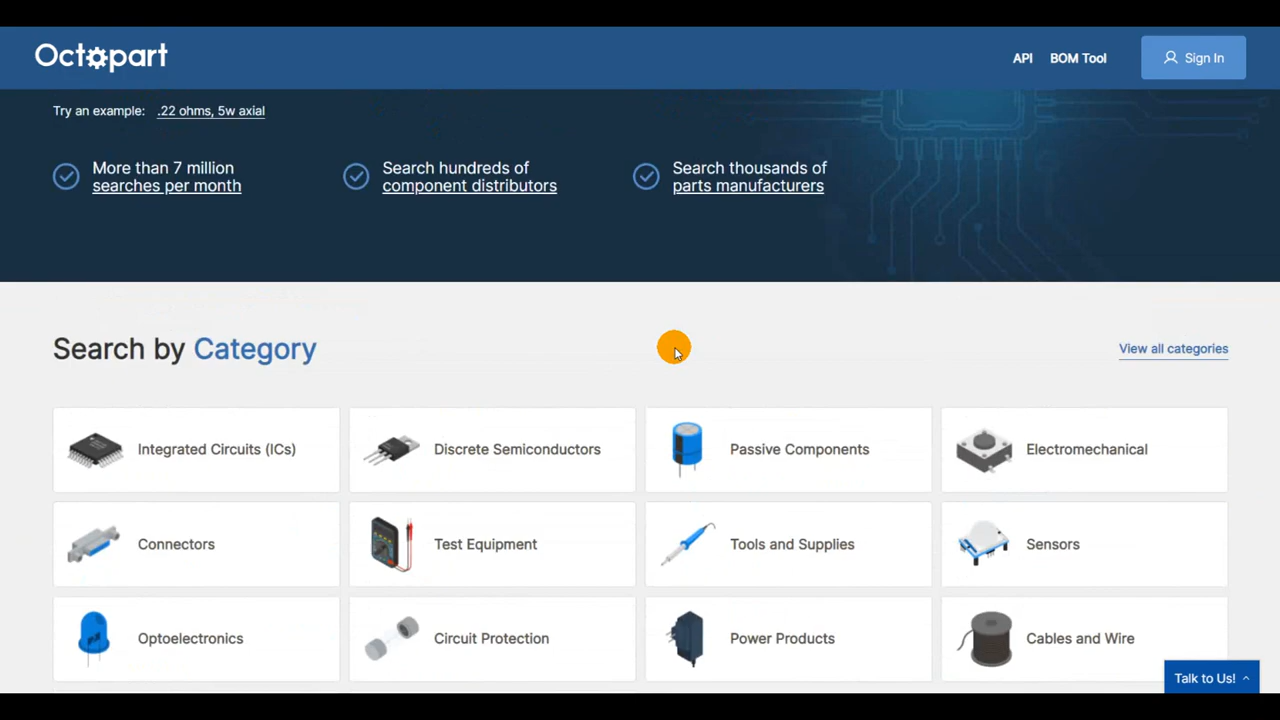 Octopart
API
BOM Tool
Sign In
Try an example: .22 ohms, 5w axial
More than 7 million
searches per month
Search hundreds of
component distributors
Search thousands of
parts manufacturers
Search by Category
View all categories
Integrated Circuits (ICs)
Discrete Semiconductors
Passive Components
Electromechanical
Connectors
Test Equipment
Tools and Supplies
Sensors
Optoelectronics
Circuit Protection
Power Products
Cables and Wire
Talk to Us!